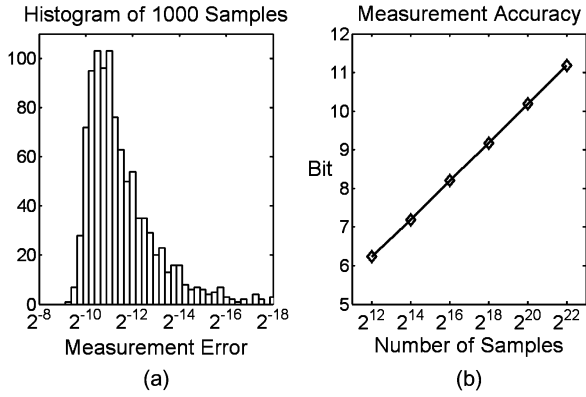 Histogram of 1000 Samples
100
80
60
40
20
0
2^-8 2^-10 2^-12 2^-14 2^-16 2^-18
Measurement Error
(a)
Measurement Accuracy
12
11
10
9
Bit
8
7
6
5
2^12 2^14 2^16 2^18 2^20 2^22
Number of Samples
(b)